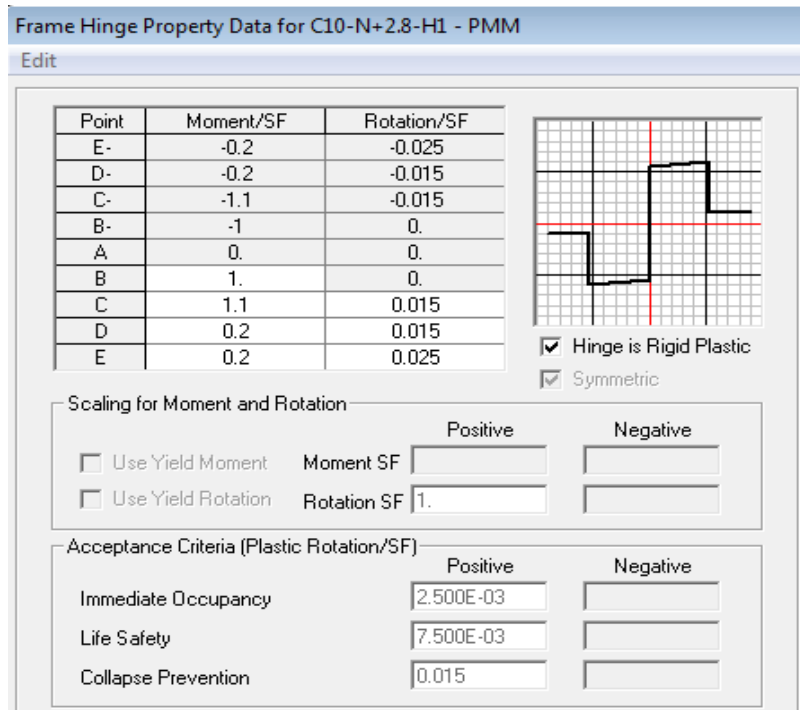 Frame Hinge Property Data for C10-N+2.8-H1 - PMM
Edit
Point Moment/SF Rotation/SF
E- -0.2 -0.025
D- -0.2 -0.015
C- -1.1 -0.015
B- -1 0.
A 0. 0.
B 1. 0.
C 1.1 0.015
D 0.2 0.015
E 0.2 0.025
Hinge is Rigid Plastic
Symmetric
Scaling for Moment and Rotation
Positive Negative
Use Yield Moment Moment SF
Use Yield Rotation Rotation SF 1.
Acceptance Criteria (Plastic Rotation/SF)
Positive Negative
Immediate Occupancy 2.500E-03
Life Safety 7.500E-03
Collapse Prevention 0.015